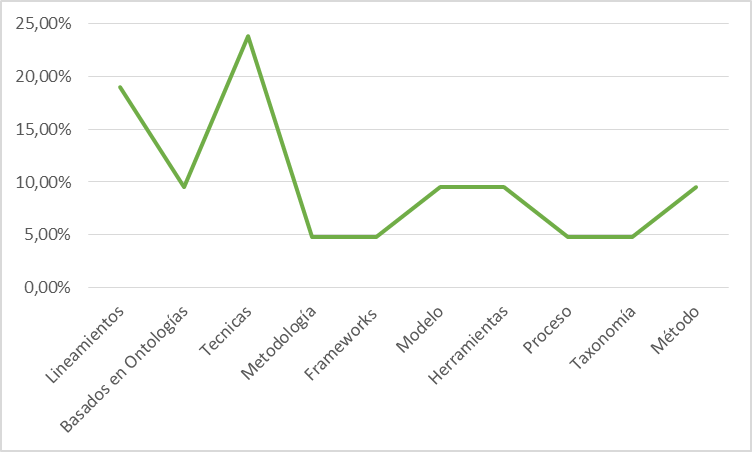 25,00%
20,00%
15,00%
10,00%
5,00%
0,00%
Lineamientos
Basados en Ontologías
Tecnicas
Metodología
Frameworks
Modelo
Herramientas
Proceso
Taxonomía
Método